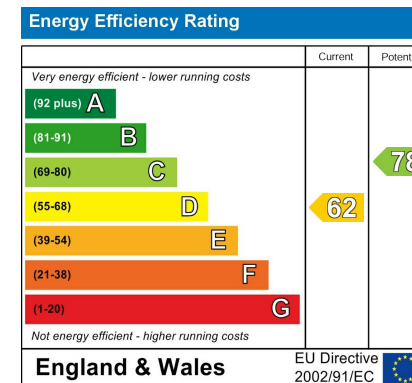 Energy Efficiency Rating
Current
Potent
Very energy efficient - lower running costs
(92 plus) A
(81-91) B
(69-80) C
78
(55-68) D
62
(39-54) E
(21-38) F
(1-20) G
Not energy efficient - higher running costs
England & Wales
EU Directive
2002/91/EC